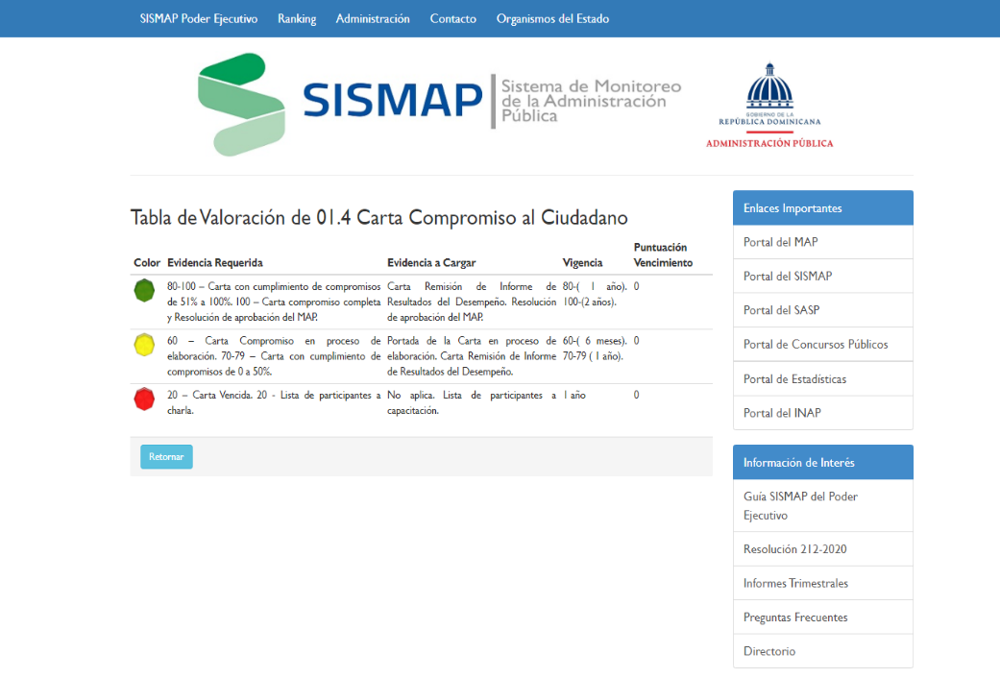 SISMAP Poder Ejecutivo Ranking Administración Contacto Organismos del Estado
SISMAP
Sistema de Monitoreo
de la Administración
Pública
GOBIERNO DE LA
REPÚBLICA DOMINICANA
ADMINISTRACIÓN PÚBLICA
Tabla de Valoración de 01.4 Carta Compromiso al Ciudadano
Color Evidencia Requerida Evidencia a Cargar Vigencia Puntuación Vencimiento
80-100 – Carta con cumplimiento de compromisos
de 51% a 100%. 100 – Carta compromiso completa
y Resolución de aprobación del MAP.
Carta Remisión de Informe de
Resultados del Desempeño. Resolución
de aprobación del MAP.
80-( 1 año).
100-(2 años).
0
60 – Carta Compromiso en proceso de
elaboración. 70-79 – Carta con cumplimiento de
compromisos de 0 a 50%.
Portada de la Carta en proceso de
elaboración. Carta Remisión de Informe
de Resultados del Desempeño.
60-( 6 meses).
70-79 ( 1 año).
0
20 – Carta Vencida. 20 - Lista de participantes a
charla.
No aplica. Lista de participantes a
capacitación.
1 año
0
Retornar
Enlaces Importantes
Portal del MAP
Portal del SISMAP
Portal del SASP
Portal de Concursos Públicos
Portal de Estadísticas
Portal del INAP
Información de Interés
Guía SISMAP del Poder
Ejecutivo
Resolución 212-2020
Informes Trimestrales
Preguntas Frecuentes
Directorio